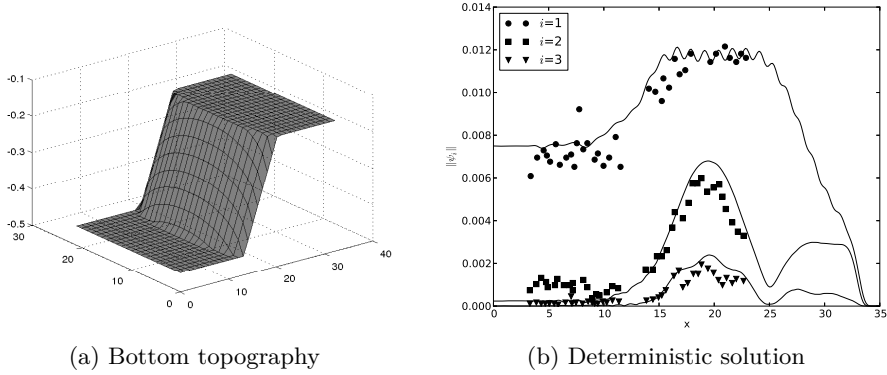 -0.1
-0.2
-0.3
-0.4
-0.5
30
20
10
0
0
10
20
30
40
(a) Bottom topography
0.014
0.012
0.010
0.008
0.006
0.004
0.002
0.000
‖ψᵢ‖
i=1
i=2
i=3
0 5 10 15 20 25 30 35
x
(b) Deterministic solution